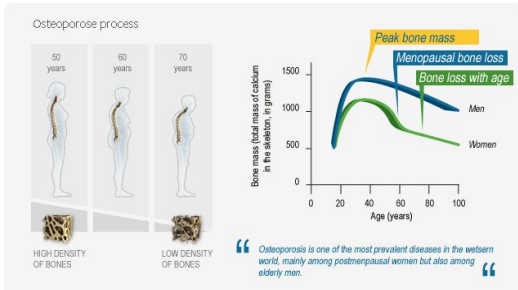 Osteoporose process
50
years
60
years
70
years
HIGH DENSITY
OF BONES
LOW DENSITY
OF BONES
Peak bone mass
Menopausal bone loss
Bone loss with age
Bone mass (total mass of calcium
in the skeleton, in grams)
1500
1000
500
0
Men
Women
0 20 40 60 80 100
Age (years)
“ Osteoporosis is one of the most prevalent diseases in the wetsern
world, mainly among postmenpausal women but also among
elderly men. “